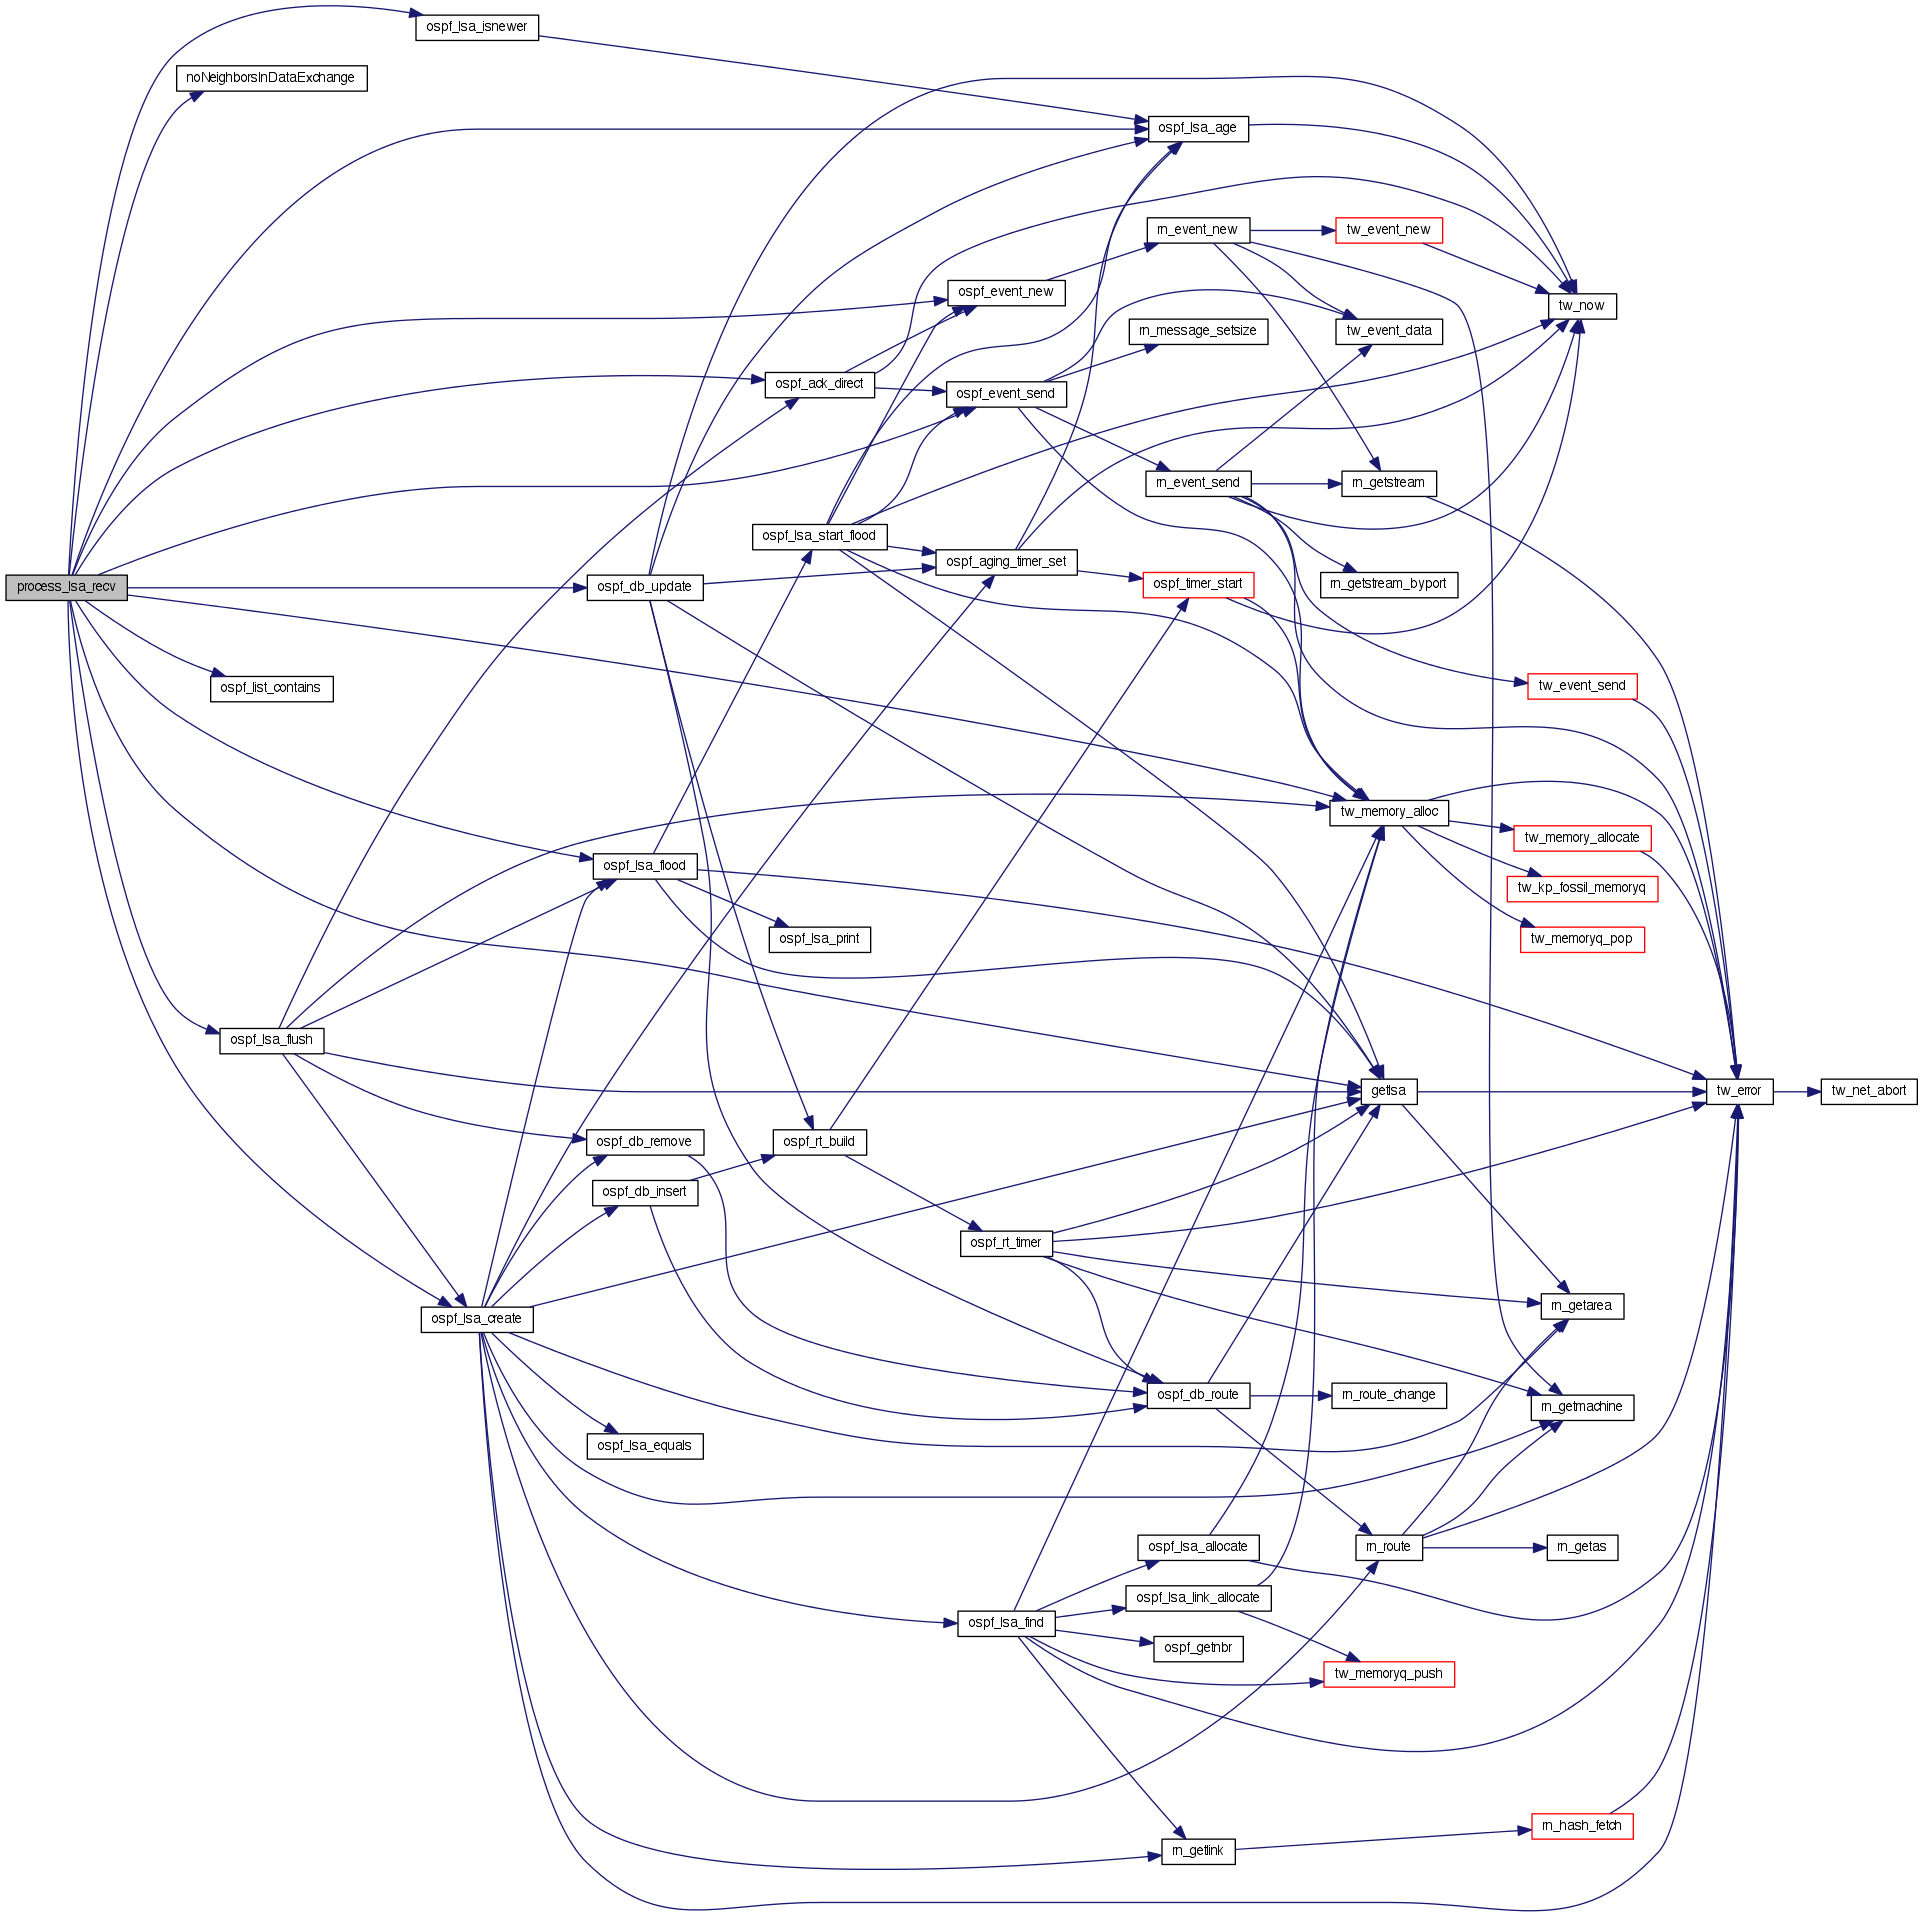 ospf_lsa_isnewer
noNeighborsInDataExchange
ospf_lsa_age
rn_event_new
tw_event_new
ospf_event_new
tw_now
rn_message_setsize
tw_event_data
ospf_ack_direct
ospf_event_send
rn_event_send
rn_getstream
ospf_lsa_start_flood
ospf_aging_timer_set
process_lsa_recv
ospf_db_update
ospf_timer_start
rn_getstream_byport
ospf_list_contains
tw_event_send
tw_memory_alloc
tw_memory_allocate
ospf_lsa_flood
tw_kp_fossil_memoryq
ospf_lsa_print
tw_memoryq_pop
ospf_lsa_flush
getlsa
tw_error
tw_net_abort
ospf_db_remove
ospf_rt_build
ospf_db_insert
ospf_rt_timer
rn_getarea
ospf_lsa_create
ospf_db_route
rn_route_change
rn_getmachine
ospf_lsa_equals
ospf_lsa_allocate
rn_route
rn_getas
ospf_lsa_link_allocate
ospf_lsa_find
ospf_getnbr
tw_memoryq_push
rn_hash_fetch
rn_getlink